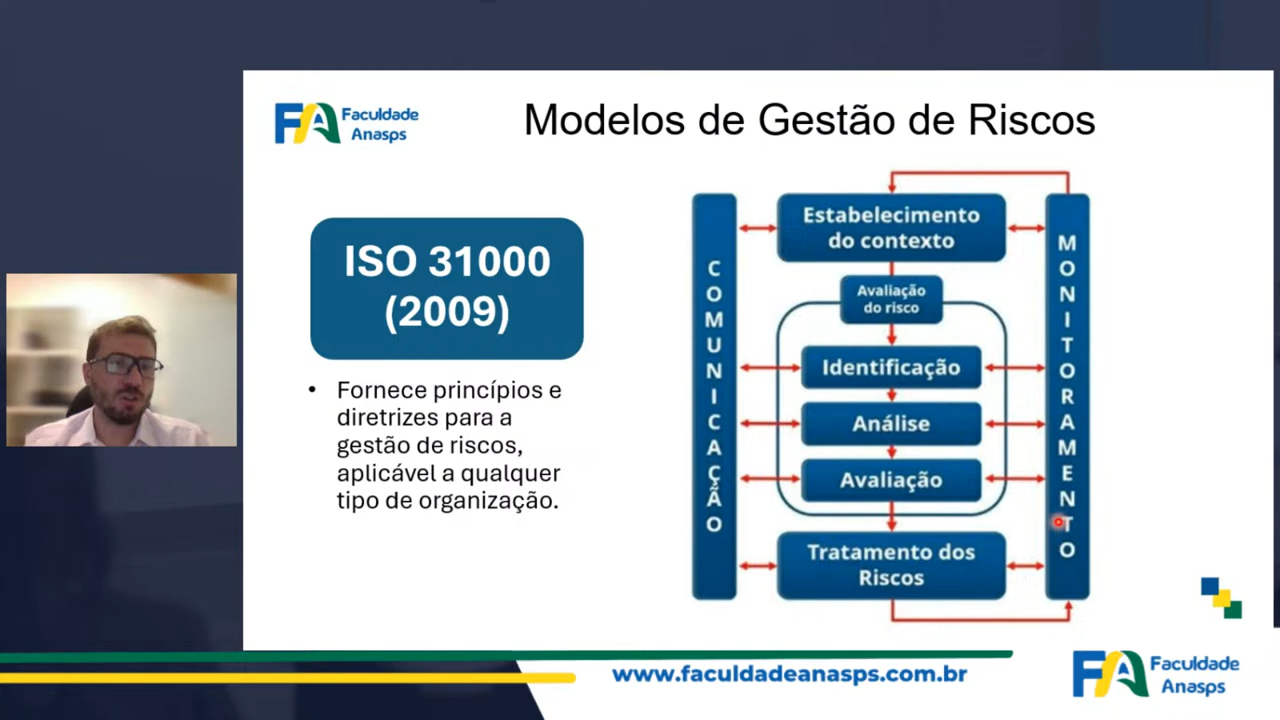 Faculdade
Anasps
Modelos de Gestão de Riscos
ISO 31000
(2009)
• Fornece princípios e
diretrizes para a
gestão de riscos,
aplicável a qualquer
tipo de organização.
COMUNICAÇÃO
Estabelecimento
do contexto
Avaliação
do risco
Identificação
Análise
Avaliação
Tratamento dos
Riscos
MONITORAMENTO
www.faculdadeanasps.com.br
FA Faculdade
Anasps